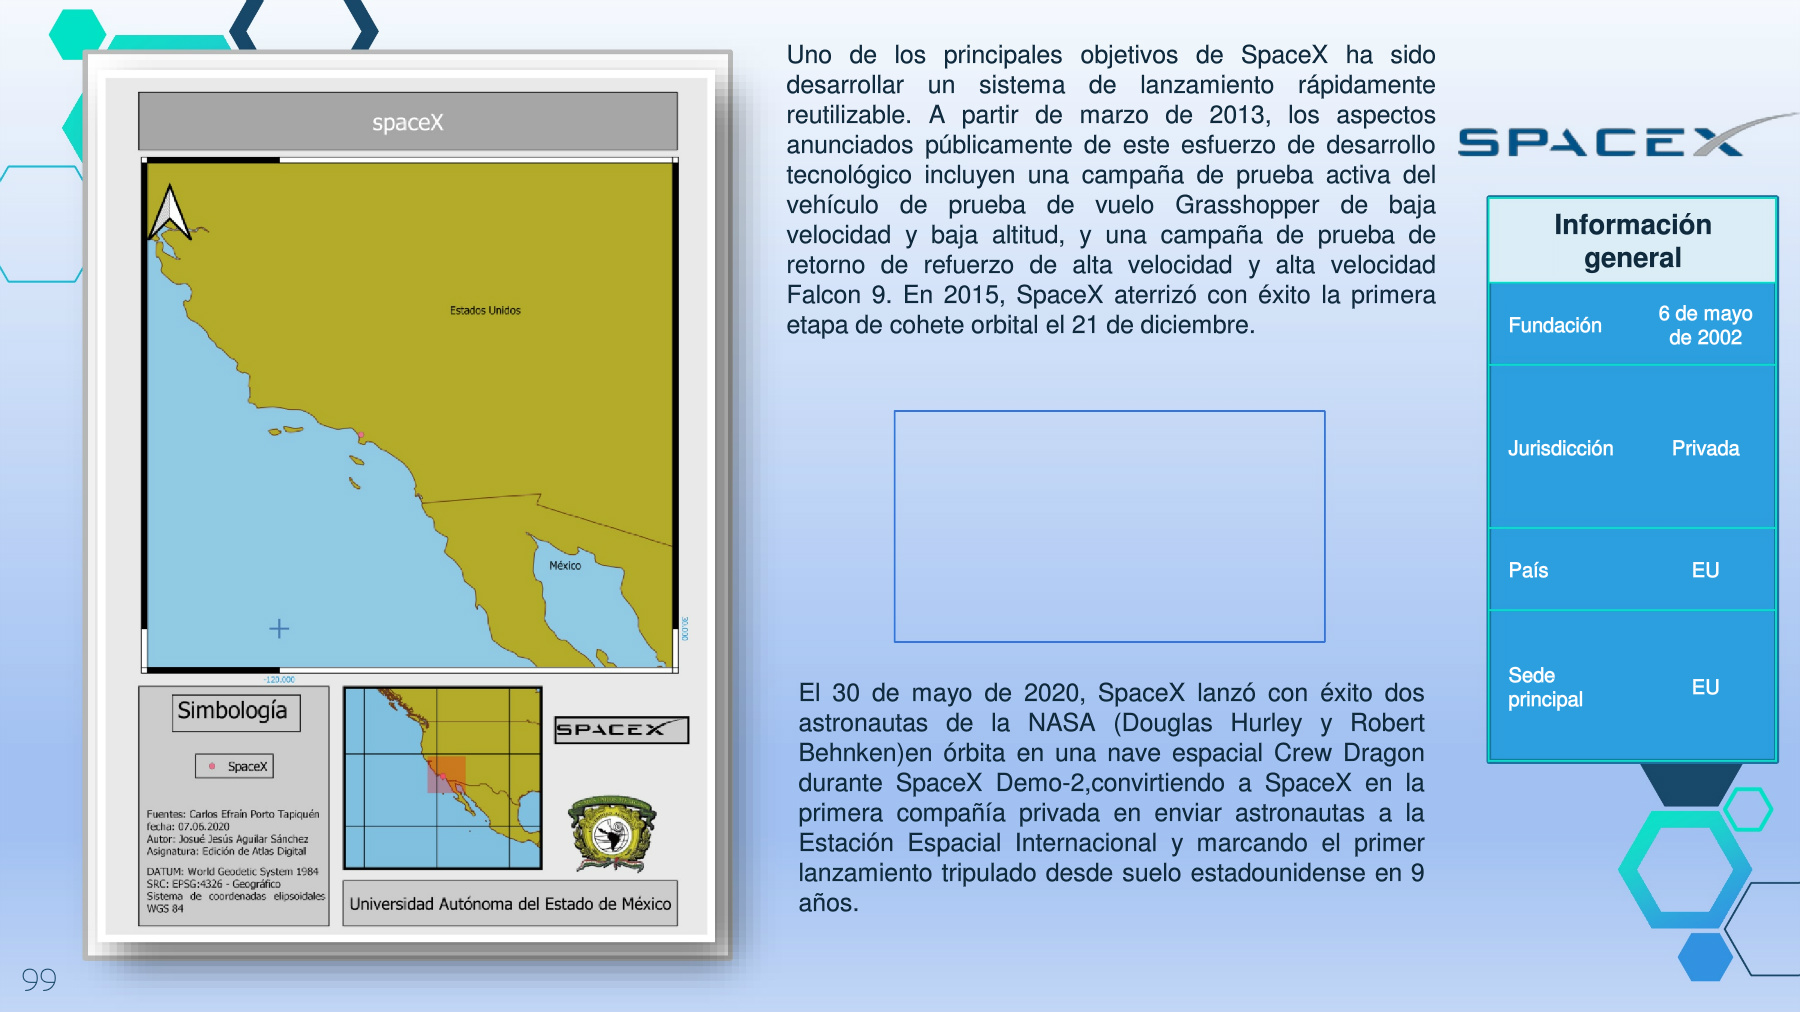 spaceX
Estados Unidos
México
30.000
-120.000
Simbología
SpaceX
Fuentes: Carlos Efraín Porto Tapiquén
fecha: 07.06.2020
Autor: Josué Jesús Aguilar Sánchez
Asignatura: Edición de Atlas Digital
DATUM: World Geodetic System 1984
SRC: EPSG:4326 - Geográfico
Sistema de coordenadas elipsoidales
WGS 84
SPACEX
Universidad Autónoma del Estado de México
Uno de los principales objetivos de SpaceX ha sido
desarrollar un sistema de lanzamiento rápidamente
reutilizable. A partir de marzo de 2013, los aspectos
anunciados públicamente de este esfuerzo de desarrollo
tecnológico incluyen una campaña de prueba activa del
vehículo de prueba de vuelo Grasshopper de baja
velocidad y baja altitud, y una campaña de prueba de
retorno de refuerzo de alta velocidad y alta velocidad
Falcon 9. En 2015, SpaceX aterrizó con éxito la primera
etapa de cohete orbital el 21 de diciembre.
El 30 de mayo de 2020, SpaceX lanzó con éxito dos
astronautas de la NASA (Douglas Hurley y Robert
Behnken)en órbita en una nave espacial Crew Dragon
durante SpaceX Demo-2,convirtiendo a SpaceX en la
primera compañía privada en enviar astronautas a la
Estación Espacial Internacional y marcando el primer
lanzamiento tripulado desde suelo estadounidense en 9
años.
SPACEX
Información
general
Fundación 6 de mayo
de 2002
Jurisdicción Privada
País EU
Sede
principal EU
99